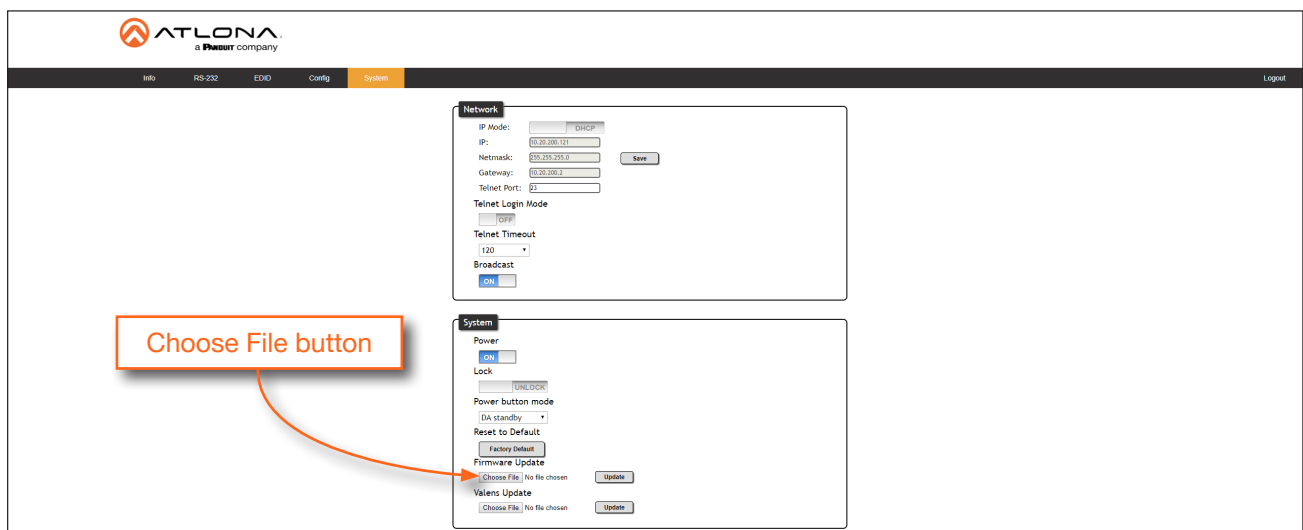 ATLONA.
a PANDUIT company
Info RS-232 EDID Config System Logout
Network
IP Mode: DHCP
IP: 10.20.200.121
Netmask: 255.255.255.0 Save
Gateway: 10.20.200.2
Telnet Port: 23
Telnet Login Mode
OFF
Telnet Timeout
120
Broadcast
ON
Choose File button
System
Power
ON
Lock
UNLOCK
Power button mode
DA standby
Reset to Default
Factory Default
Firmware Update
Choose File No file chosen Update
Valens Update
Choose File No file chosen Update